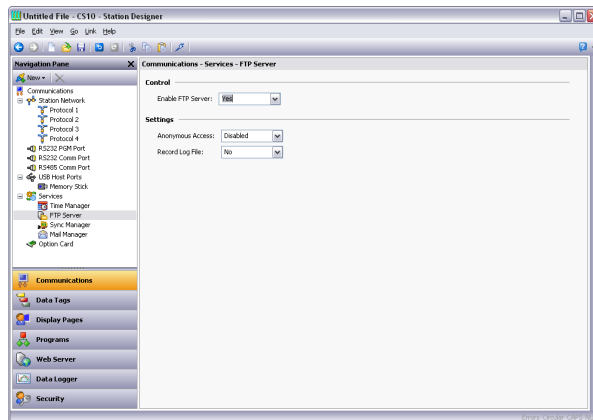 Untitled File - CS10 - Station Designer
File Edit View Go Link Help
Navigation Pane X
New
Communications
Station Network
Protocol 1
Protocol 2
Protocol 3
Protocol 4
RS232 PGM Port
RS232 Comm Port
RS485 Comm Port
USB Host Ports
Memory Stick
Services
Time Manager
FTP Server
Sync Manager
Mail Manager
Option Card
Communications
Data Tags
Display Pages
Programs
Web Server
Data Logger
Security
Communications - Services - FTP Server
Control
Enable FTP Server: Yes
Settings
Anonymous Access: Disabled
Record Log File: No
Errors Circular CAPS